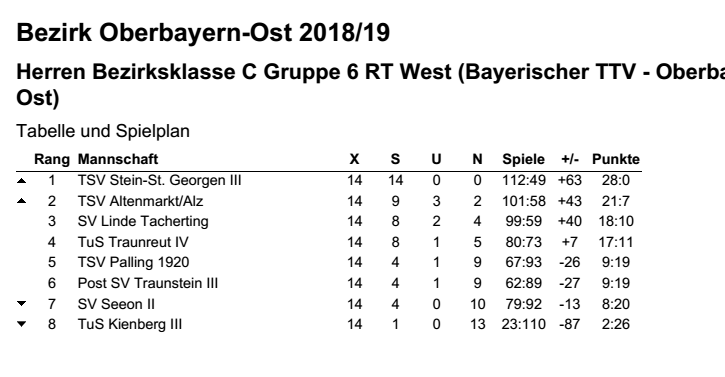 Bezirk Oberbayern-Ost 2018/19
Herren Bezirksklasse C Gruppe 6 RT West (Bayerischer TTV -
Ost)
Tabelle und Spielplan
Rang Mannschaft X S U N Spiele +/- Punkte
1 TSV Stein-St. Georgen III 14 14 0 0 112:49 +63 28:0
2 TSV Altenmarkt/Alz 14 9 3 2 101:58 +43 21:7
3 SV Linde Tacherting 14 8 2 4 99:59 +40 18:10
4 TuS Traunreut IV 14 8 1 5 80:73 +7 17:11
5 TSV Palling 1920 14 4 1 9 67:93 -26 9:19
6 Post SV Traunstein III 14 4 1 9 62:89 -27 9:19
7 SV Seeon II 14 4 0 10 79:92 -13 8:20
8 TuS Kienberg III 14 1 0 13 23:110 -87 2:26